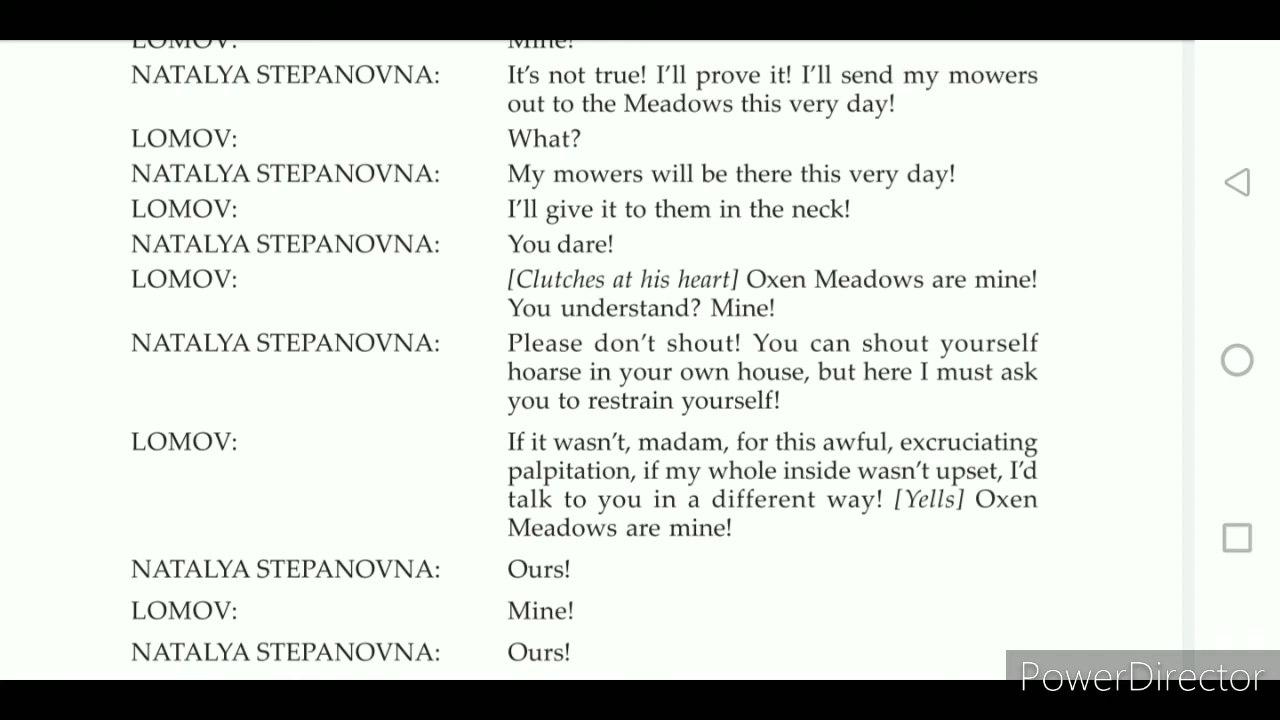 LOMOV: Mine!
NATALYA STEPANOVNA: It's not true! I'll prove it! I'll send my mowers
out to the Meadows this very day!
LOMOV: What?
NATALYA STEPANOVNA: My mowers will be there this very day!
LOMOV: I'll give it to them in the neck!
NATALYA STEPANOVNA: You dare!
LOMOV: [Clutches at his heart] Oxen Meadows are mine!
You understand? Mine!
NATALYA STEPANOVNA: Please don't shout! You can shout yourself
hoarse in your own house, but here I must ask
you to restrain yourself!
LOMOV: If it wasn't, madam, for this awful, excruciating
palpitation, if my whole inside wasn't upset, I'd
talk to you in a different way! [Yells] Oxen
Meadows are mine!
NATALYA STEPANOVNA: Ours!
LOMOV: Mine!
NATALYA STEPANOVNA: Ours!
PowerDirector